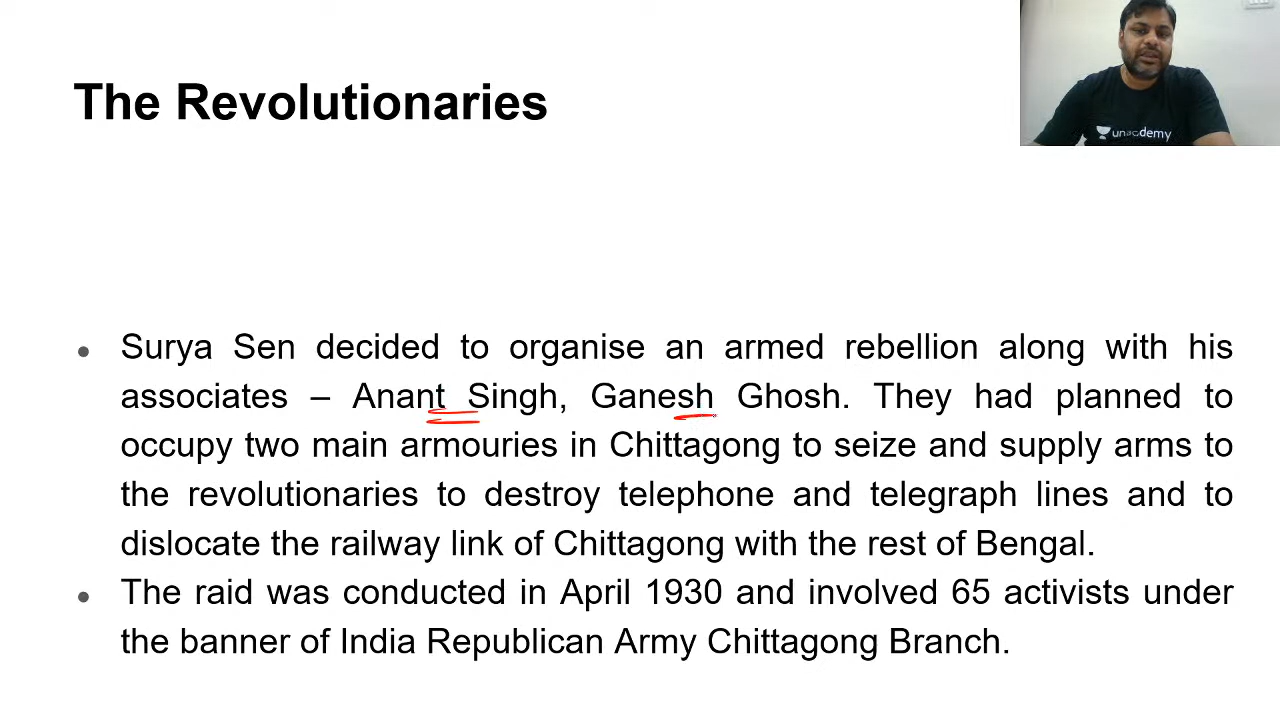 The Revolutionaries
unacademy
Surya Sen decided to organise an armed rebellion along with his
associates – Anant Singh, Ganesh Ghosh. They had planned to
occupy two main armouries in Chittagong to seize and supply arms to
the revolutionaries to destroy telephone and telegraph lines and to
dislocate the railway link of Chittagong with the rest of Bengal.
The raid was conducted in April 1930 and involved 65 activists under
the banner of India Republican Army Chittagong Branch.